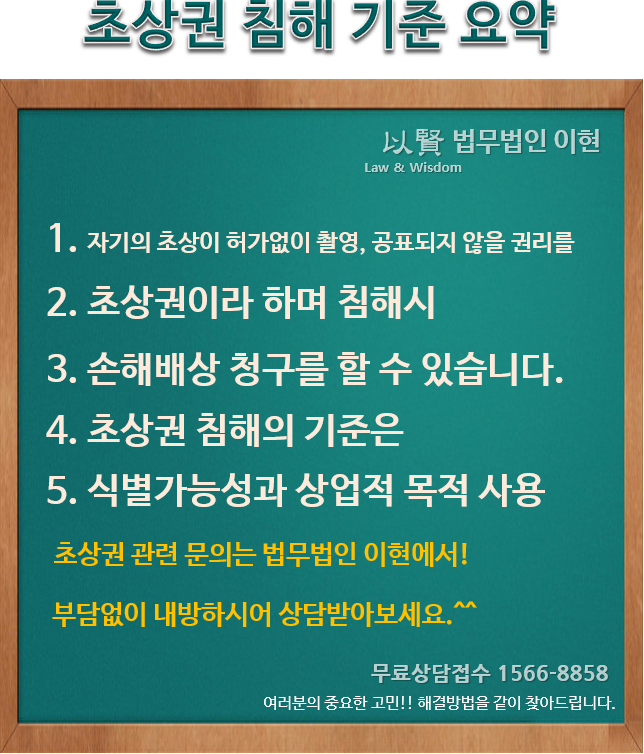 초상권 침해 기준 요약
以賢 법무법인 이현
Law & Wisdom
1. 자기의 초상이 허가없이 촬영, 공표되지 않을 권리를
2. 초상권이라 하며 침해시
3. 손해배상 청구를 할 수 있습니다.
4. 초상권 침해의 기준은
5. 식별가능성과 상업적 목적 사용
초상권 관련 문의는 법무법인 이현에서!
부담없이 내방하시어 상담받아보세요.^^
무료상담접수 1566-8858
여러분의 중요한 고민!! 해결방법을 같이 찾아드립니다.